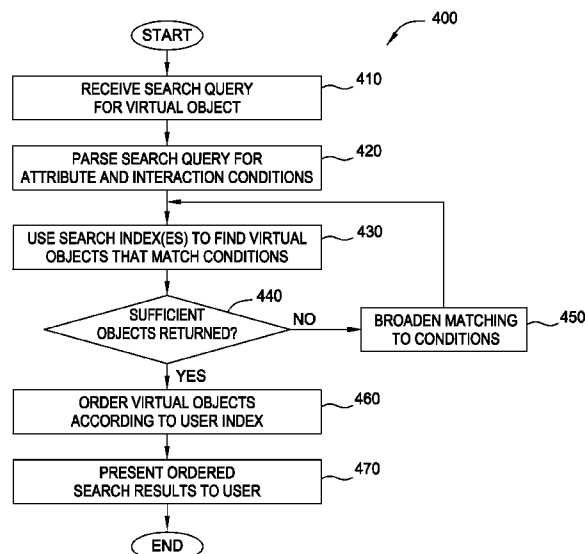 START
400
RECEIVE SEARCH QUERY
FOR VIRTUAL OBJECT
410
PARSE SEARCH QUERY FOR
ATTRIBUTE AND INTERACTION CONDITIONS
420
USE SEARCH INDEX(ES) TO FIND VIRTUAL
OBJECTS THAT MATCH CONDITIONS
430
SUFFICIENT
OBJECTS RETURNED?
440
NO
BROADEN MATCHING
TO CONDITIONS
450
YES
ORDER VIRTUAL OBJECTS
ACCORDING TO USER INDEX
460
PRESENT ORDERED
SEARCH RESULTS TO USER
470
END